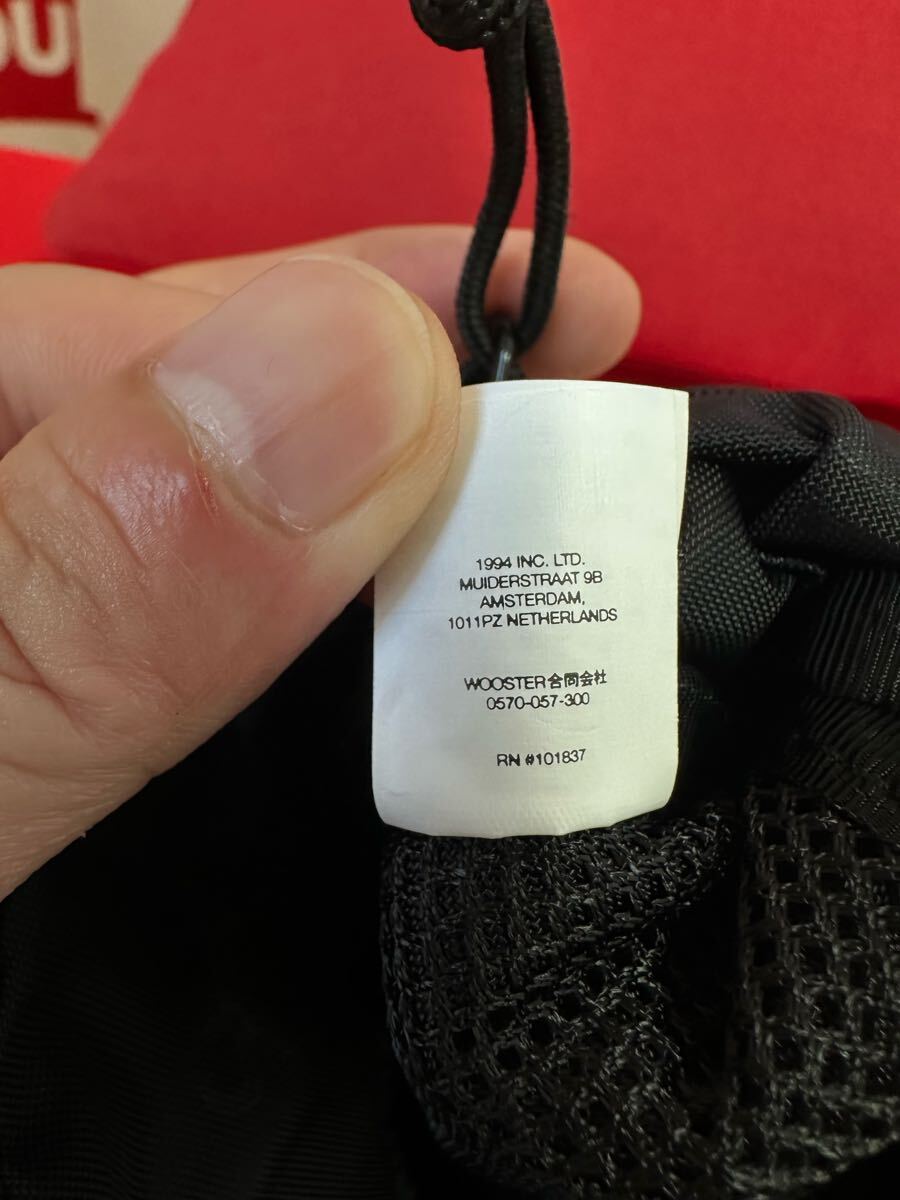 OU
1994 INC. LTD.
MUIDERSTRAAT 9B
AMSTERDAM,
1011PZ NETHERLANDS
WOOSTER合同会社
0570-057-300
RN #101837